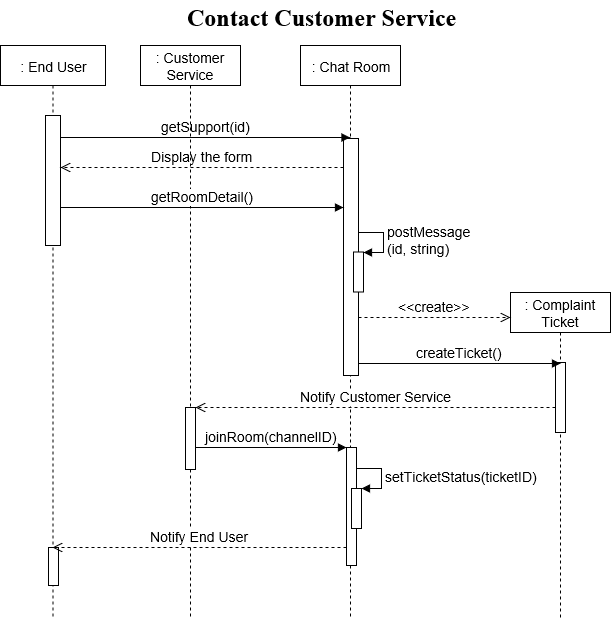 Contact Customer Service
: End User
: Customer
Service
: Chat Room
getSupport(id)
Display the form
getRoomDetail()
postMessage
(id, string)
<<create>>
: Complaint
Ticket
createTicket()
Notify Customer Service
joinRoom(channelID)
setTicketStatus(ticketID)
Notify End User